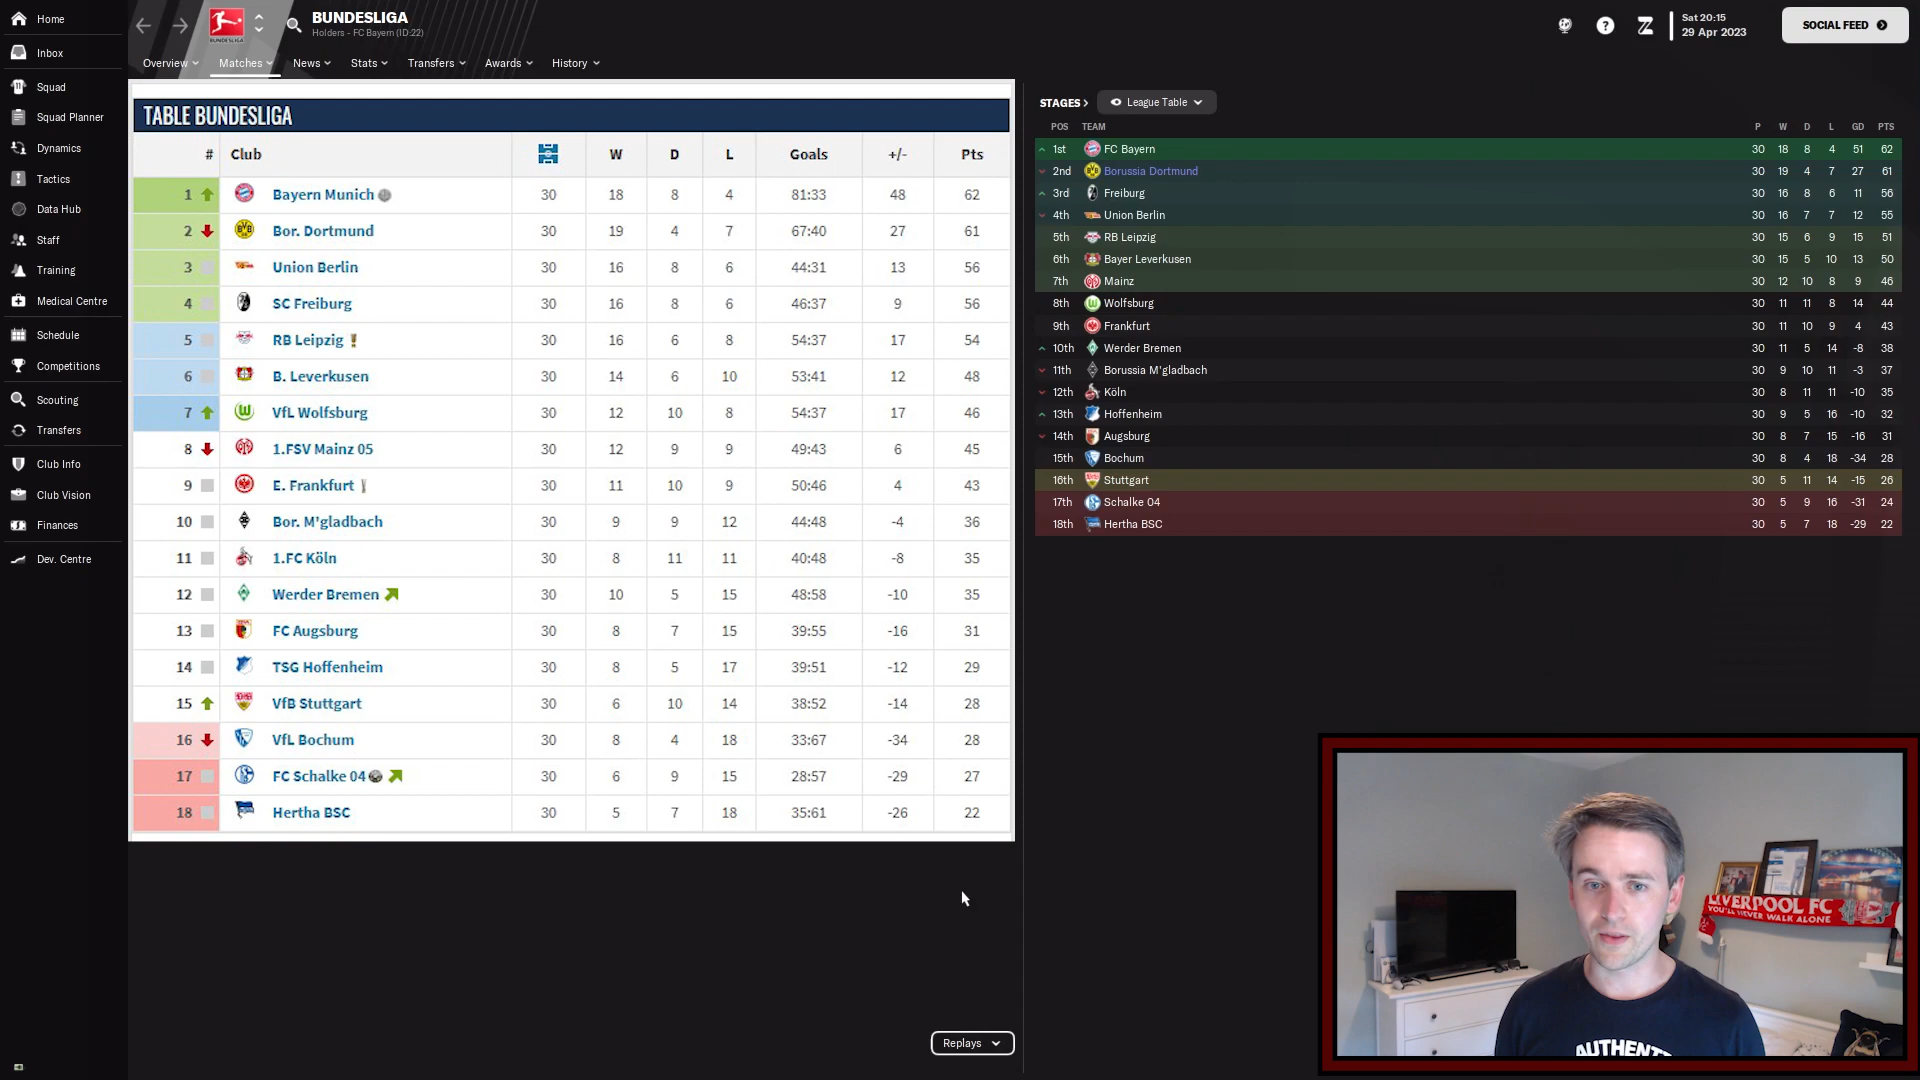 Home
Inbox
Squad
Squad Planner
Dynamics
Tactics
Data Hub
Staff
Training
Medical Centre
Schedule
Competitions
Scouting
Transfers
Club Info
Club Vision
Finances
Dev. Centre
BUNDESLIGA
BUNDESLIGA
Holders - FC Bayern (ID:22)
Sat 20:15
29 Apr 2023
SOCIAL FEED
Overview Matches News Stats Transfers Awards History
TABLE BUNDESLIGA
# Club W D L Goals +/- Pts
1 Bayern Munich 30 18 8 4 81:33 48 62
2 Bor. Dortmund 30 19 4 7 67:40 27 61
3 Union Berlin 30 16 8 6 44:31 13 56
4 SC Freiburg 30 16 8 6 46:37 9 56
5 RB Leipzig 30 16 6 8 54:37 17 54
6 B. Leverkusen 30 14 6 10 53:41 12 48
7 VfL Wolfsburg 30 12 10 8 54:37 17 46
8 1.FSV Mainz 05 30 12 9 9 49:43 6 45
9 E. Frankfurt 30 11 10 9 50:46 4 43
10 Bor. M'gladbach 30 9 9 12 44:48 -4 36
11 1.FC Köln 30 8 11 11 40:48 -8 35
12 Werder Bremen 30 10 5 15 48:58 -10 35
13 FC Augsburg 30 8 7 15 39:55 -16 31
14 TSG Hoffenheim 30 8 5 17 39:51 -12 29
15 VfB Stuttgart 30 6 10 14 38:52 -14 28
16 VfL Bochum 30 8 4 18 33:67 -34 28
17 FC Schalke 04 30 6 9 15 28:57 -29 27
18 Hertha BSC 30 5 7 18 35:61 -26 22
Replays
STAGES League Table
POS TEAM P W D L GD PTS
1st FC Bayern 30 18 8 4 51 62
2nd Borussia Dortmund 30 19 4 7 27 61
3rd Freiburg 30 16 8 6 11 56
4th Union Berlin 30 16 7 7 12 55
5th RB Leipzig 30 15 6 9 15 51
6th Bayer Leverkusen 30 15 5 10 13 50
7th Mainz 30 12 10 8 9 46
8th Wolfsburg 30 11 11 8 14 44
9th Frankfurt 30 11 10 9 4 43
10th Werder Bremen 30 11 5 14 -8 38
11th Borussia M'gladbach 30 9 10 11 -3 37
12th Köln 30 8 11 11 -10 35
13th Hoffenheim 30 9 5 16 -10 32
14th Augsburg 30 8 7 15 -16 31
15th Bochum 30 8 4 18 -34 28
16th Stuttgart 30 5 11 14 -15 26
17th Schalke 04 30 5 9 16 -31 24
18th Hertha BSC 30 5 7 18 -29 22
LIVERPOOL FC
YOU'LL NEVER WALK ALONE